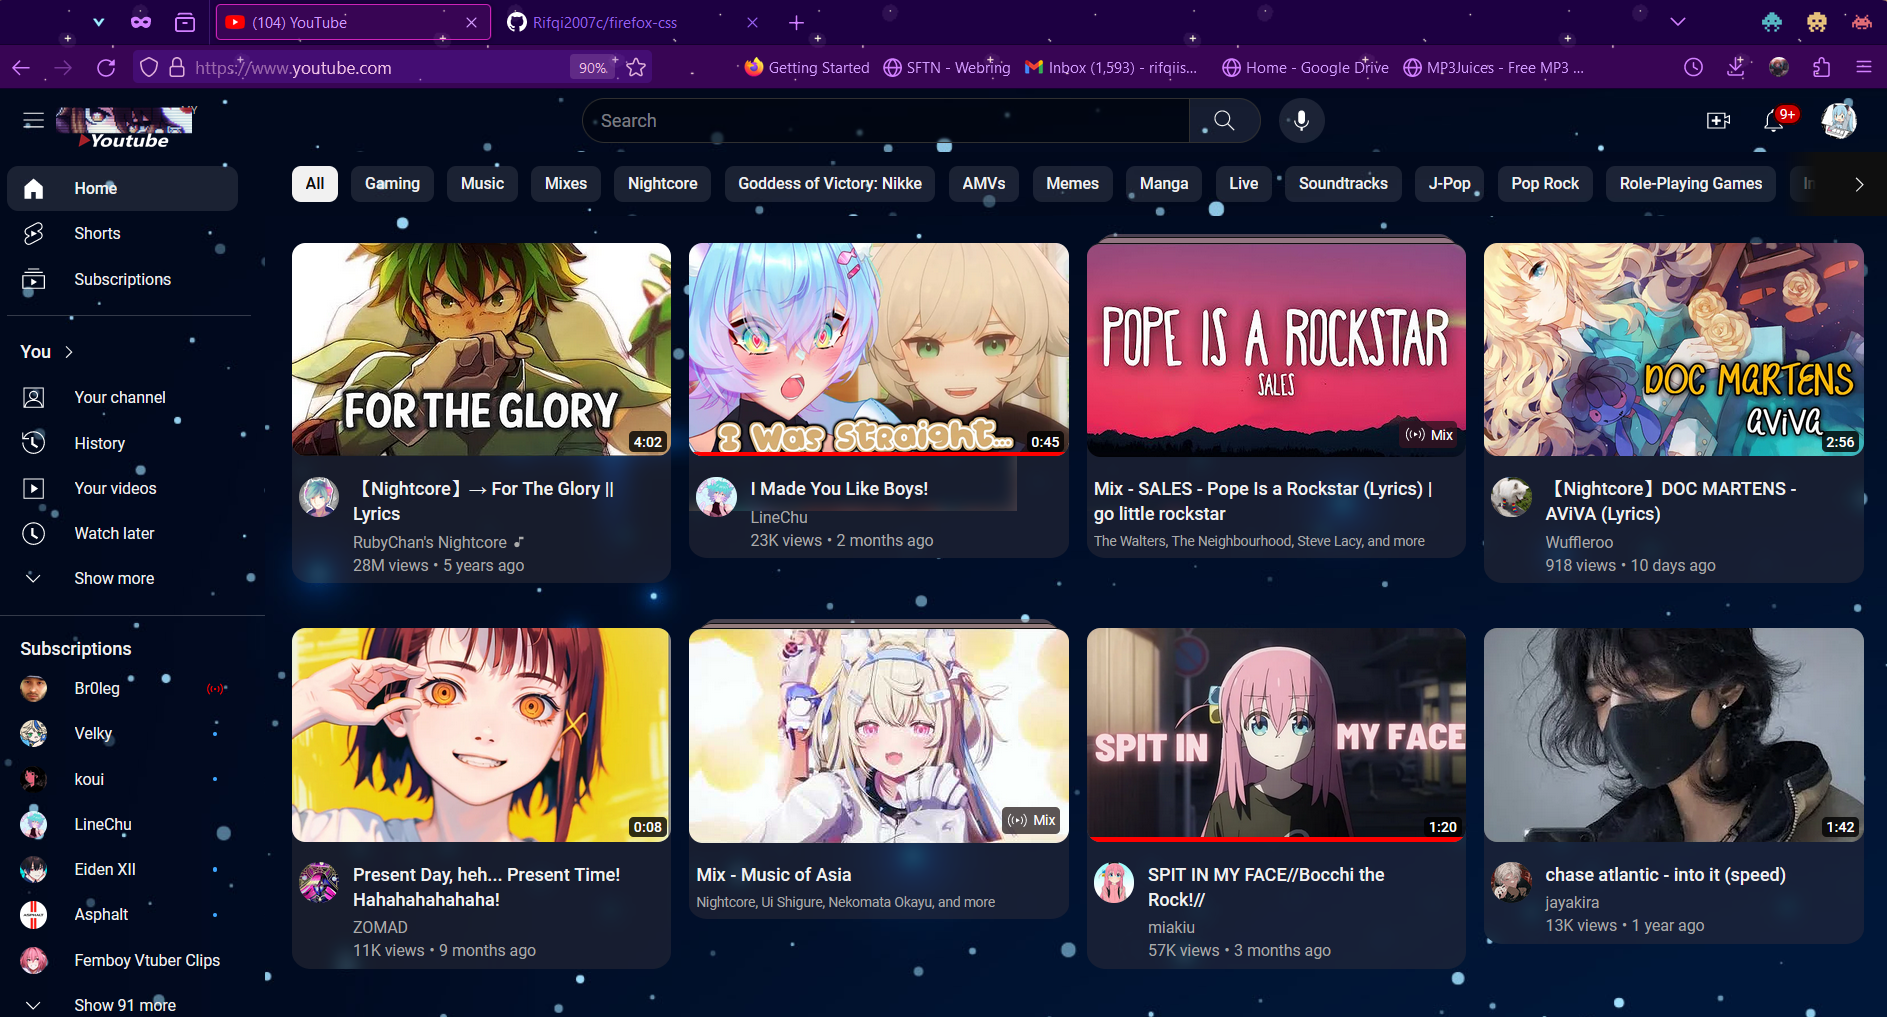 (104) YouTube
Rifqi2007c/firefox-css
https://www.youtube.com
90%
Getting Started
SFTN - Webring
Inbox (1,593) - rifqiis...
Home - Google Drive
MP3Juices - Free MP3 ...
Youtube
Search
9+
Home
Shorts
Subscriptions
You
Your channel
History
Your videos
Watch later
Show more
Subscriptions
Br0leg
Velky
koui
LineChu
Eiden XII
ASPHALT
Asphalt
Femboy Vtuber Clips
Show 91 more
All
Gaming
Music
Mixes
Nightcore
Goddess of Victory: Nikke
AMVs
Memes
Manga
Live
Soundtracks
J-Pop
Pop Rock
Role-Playing Games
FOR THE GLORY
4:02
【Nightcore】→ For The Glory ||
Lyrics
RubyChan's Nightcore
28M views • 5 years ago
I Was Straight...
0:45
I Made You Like Boys!
LineChu
23K views • 2 months ago
POPE IS A ROCKSTAR
SALES
Mix
Mix - SALES - Pope Is a Rockstar (Lyrics) |
go little rockstar
The Walters, The Neighbourhood, Steve Lacy, and more
DOC MARTENS
AViVA
2:56
【Nightcore】DOC MARTENS -
AViVA (Lyrics)
Wuffleroo
918 views • 10 days ago
0:08
Present Day, heh... Present Time!
Hahahahahahaha!
ZOMAD
11K views • 9 months ago
Mix
Mix - Music of Asia
Nightcore, Ui Shigure, Nekomata Okayu, and more
SPIT IN MY FACE
1:20
SPIT IN MY FACE//Bocchi the
Rock!//
miakiu
57K views • 3 months ago
1:42
chase atlantic - into it (speed)
jayakira
13K views • 1 year ago